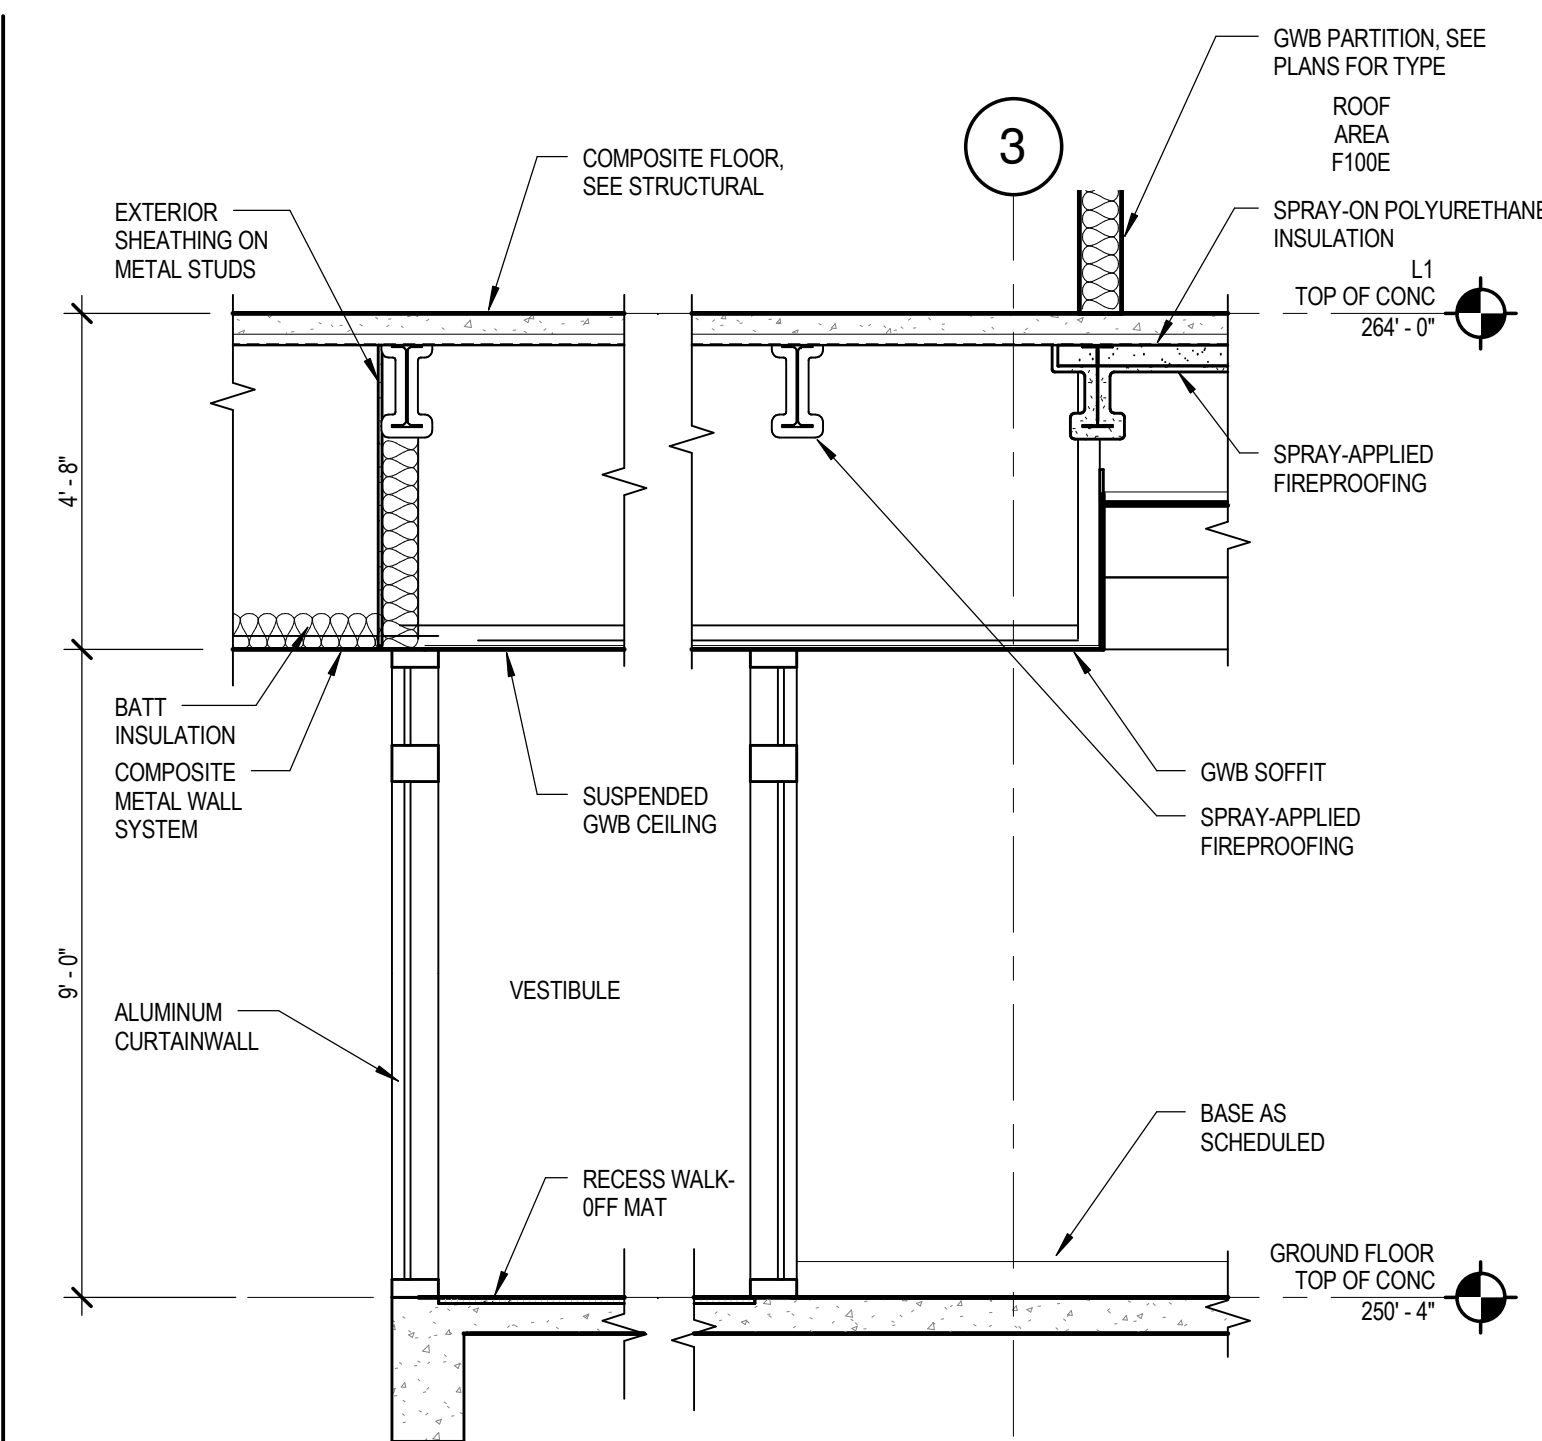 GWB PARTITION, SEE
PLANS FOR TYPE
ROOF
AREA
F100E
3
COMPOSITE FLOOR,
SEE STRUCTURAL
EXTERIOR
SHEATHING ON
METAL STUDS
SPRAY-ON POLYURETHANE
INSULATION
L1
TOP OF CONC
264' - 0"
4' - 8"
SPRAY-APPLIED
FIREPROOFING
BATT
INSULATION
COMPOSITE
METAL WALL
SYSTEM
SUSPENDED
GWB CEILING
GWB SOFFIT
SPRAY-APPLIED
FIREPROOFING
9' - 0"
VESTIBULE
ALUMINUM
CURTAINWALL
BASE AS
SCHEDULED
RECESS WALK-
0FF MAT
GROUND FLOOR
TOP OF CONC
250' - 4"